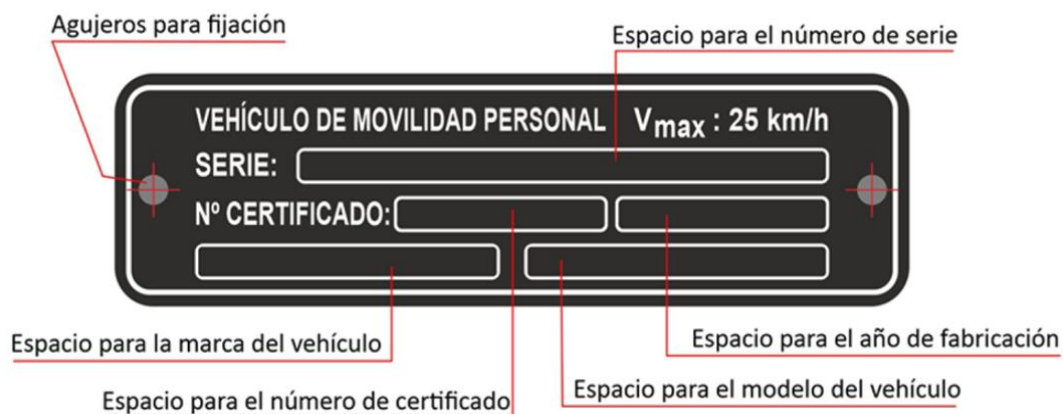 Agujeros para fijación
Espacio para el número de serie
VEHÍCULO DE MOVILIDAD PERSONAL Vmax : 25 km/h
SERIE:
Nº CERTIFICADO:
Espacio para la marca del vehículo
Espacio para el año de fabricación
Espacio para el número de certificado
Espacio para el modelo del vehículo